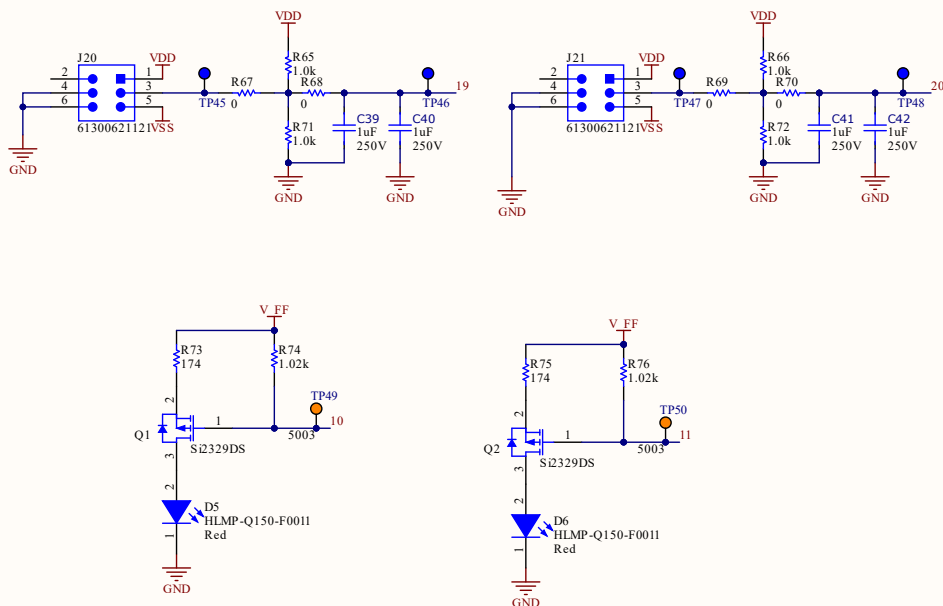 VDD
VDD
J20
VDD
R65
1.0k
J21
VDD
R66
1.0k
2
1
R67
R68
19
2
1
R69
R70
20
4
3
TP45
0
0
TP46
4
3
TP47
0
0
TP48
6
5
6
5
61300621121
VSS
R71
1.0k
C39
1uF
250V
C40
1uF
250V
61300621121
VSS
R72
1.0k
C41
1uF
250V
C42
1uF
250V
GND
GND
GND
GND
GND
GND
V_FF
V_FF
R73
174
R74
1.02k
R75
174
R76
1.02k
TP49
TP50
2
1
10
2
1
11
Q1
5003
Q2
5003
Si2329DS
Si2329DS
3
3
2
2
D5
HLMP-Q150-F0011
Red
D6
HLMP-Q150-F0011
Red
1
1
GND
GND